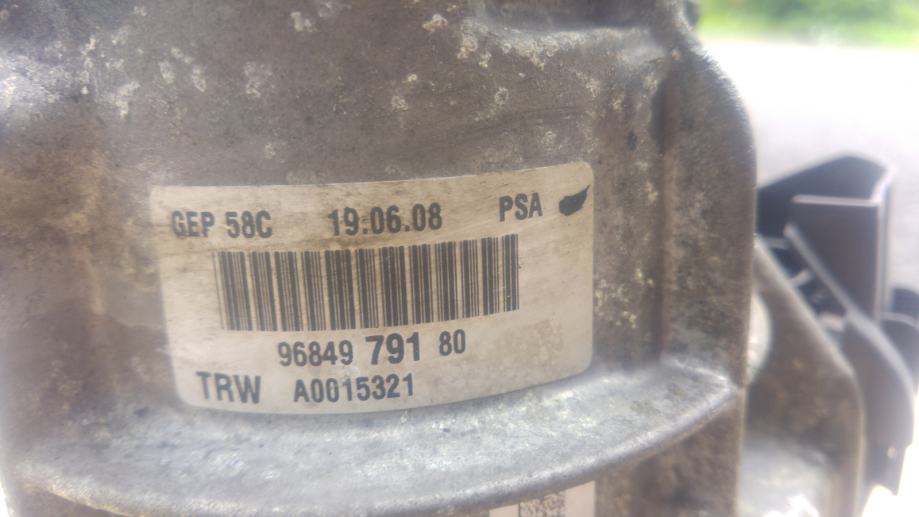 GEP 58C 19.06.08 PSA
96849 791 80
TRW A0015321